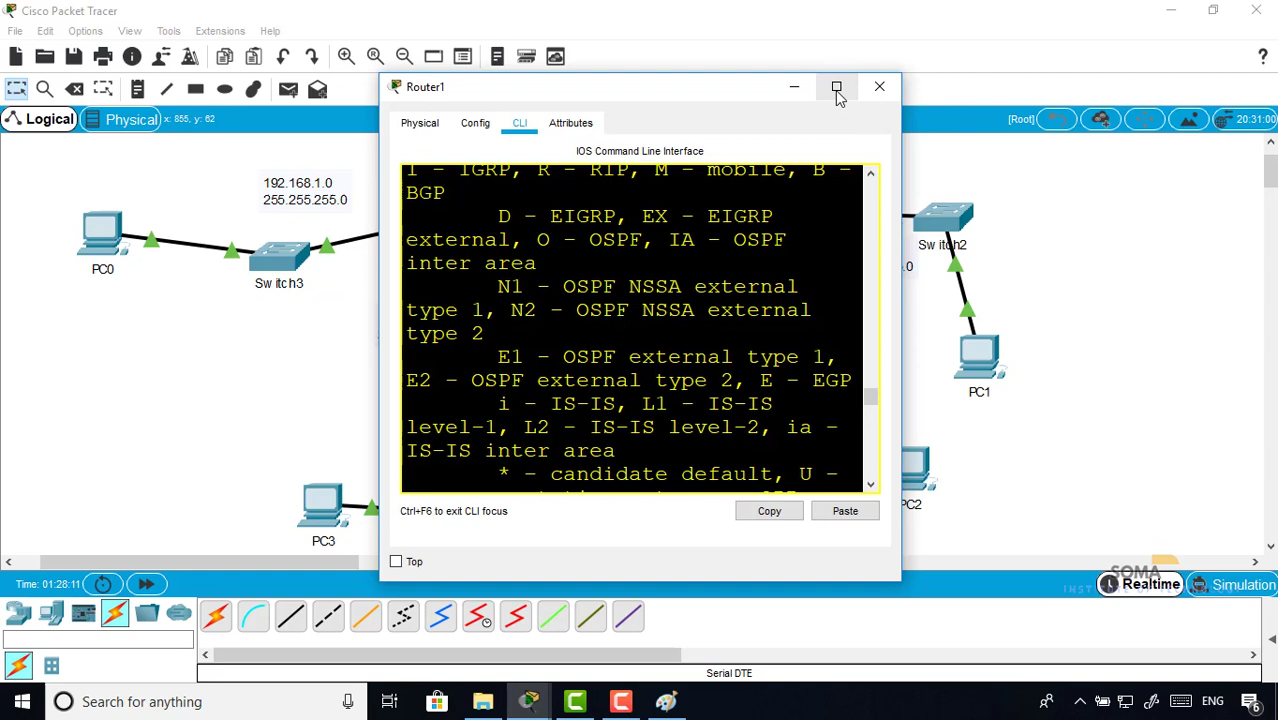 Cisco Packet Tracer
File Edit Options View Tools Extensions Help
Logical Physical x: 855, y: 62 [Root] 20:31:00
Router1
Physical Config CLI Attributes
IOS Command Line Interface
I - IGRP, R - RIP, M - mobile, B -
BGP
D - EIGRP, EX - EIGRP
external, O - OSPF, IA - OSPF
inter area
N1 - OSPF NSSA external
type 1, N2 - OSPF NSSA external
type 2
E1 - OSPF external type 1,
E2 - OSPF external type 2, E - EGP
i - IS-IS, L1 - IS-IS
level-1, L2 - IS-IS level-2, ia -
IS-IS inter area
* - candidate default, U -
Ctrl+F6 to exit CLI focus
Copy Paste
Top
192.168.1.0
255.255.255.0
PC0
Switch3
Switch2
.0
PC1
PC2
PC3
SOMA
Time: 01:28:11 Realtime Simulation
Serial DTE
Search for anything
ENG
6